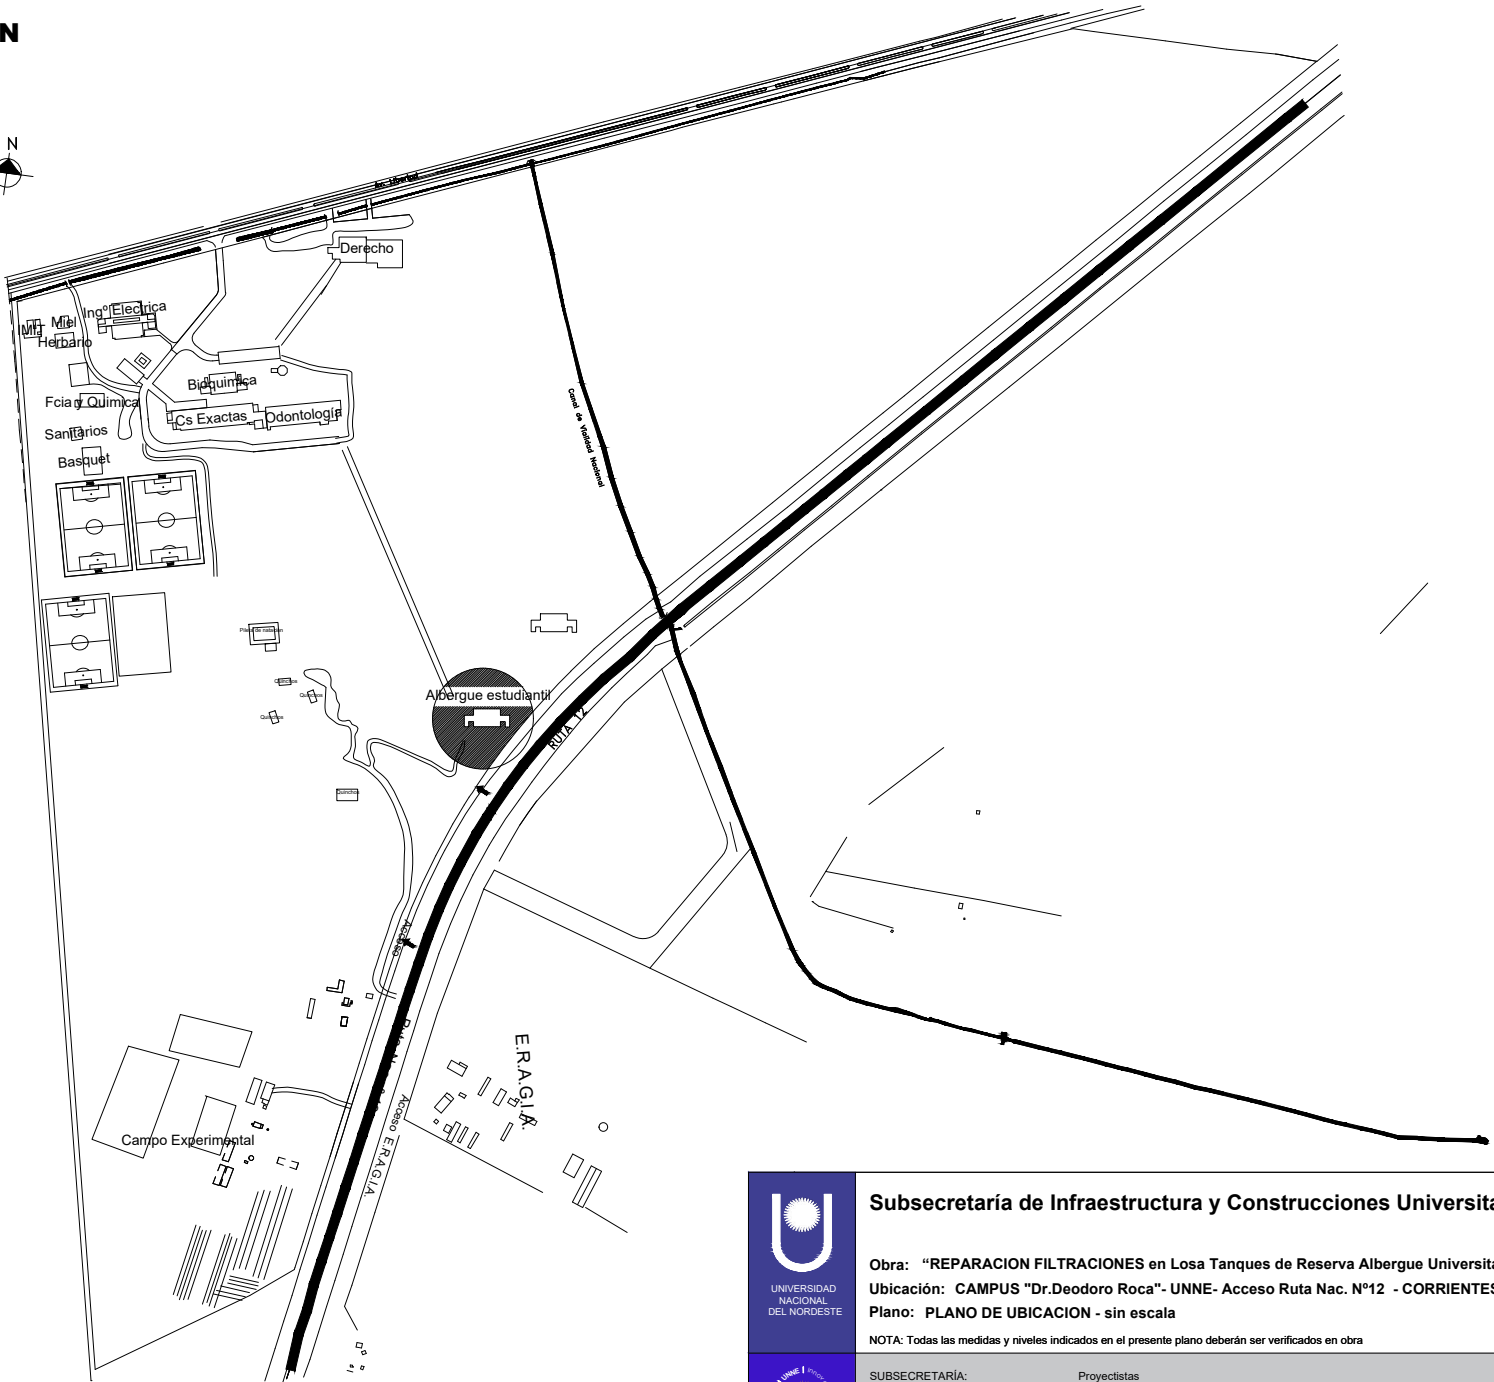 N
N
Av. Libertad
Derecho
Ingº Electrica
Miel
Herbario
Bioquimica
Fcia y Quimica
Cs Exactas
Odontología
Sanitarios
Basquet
Canal de Vialidad Nacional
Quinchos
Quinchos
Quinchos
Albergue estudiantil
RUTA 12
Quinchos
Acceso
E.R.A.G.I.A.
Acceso E.R.A.G.I.A.
Campo Experimental
UNIVERSIDAD
NACIONAL
DEL NORDESTE
Subsecretaría de Infraestructura y Construcciones Universita
Obra: “REPARACION FILTRACIONES en Losa Tanques de Reserva Albergue Universita
Ubicación: CAMPUS "Dr.Deodoro Roca"- UNNE- Acceso Ruta Nac. Nº12 - CORRIENTES
Plano: PLANO DE UBICACION - sin escala
NOTA: Todas las medidas y niveles indicados en el presente plano deberán ser verificados en obra
SUBSECRETARÍA:
Proyectistas